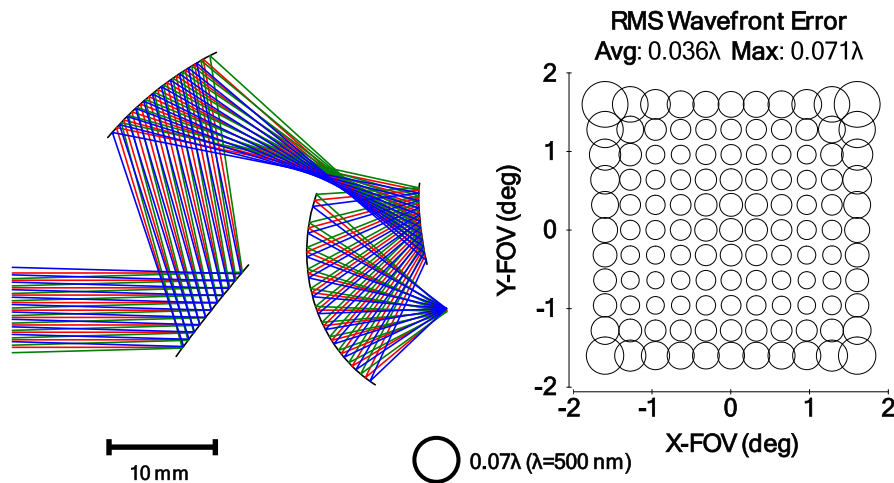 RMS Wavefront Error
Avg: 0.036λ Max: 0.071λ
2
1
0
-1
-2
Y-FOV (deg)
-2 -1 0 1 2
X-FOV (deg)
10 mm
0.07λ (λ=500 nm)